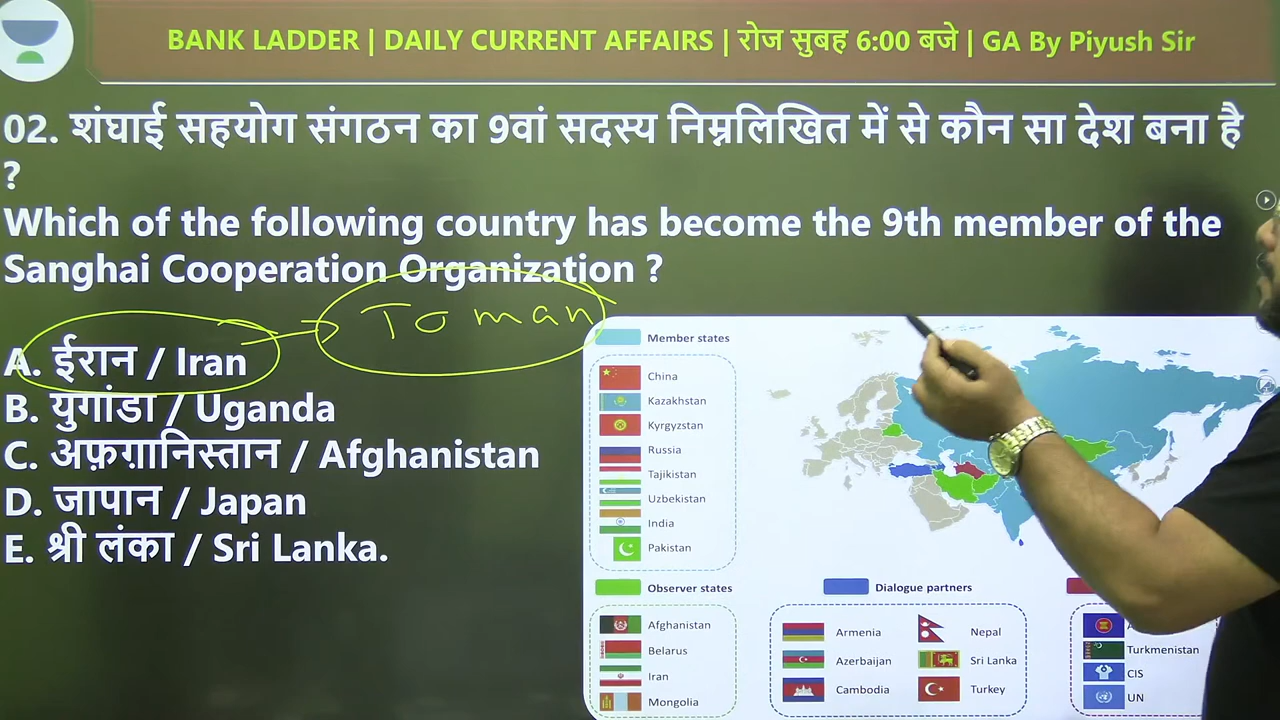 BANK LADDER | DAILY CURRENT AFFAIRS | रोज सुबह 6:00 बजे | GA By Piyush Sir
02. शंघाई सहयोग संगठन का 9वां सदस्य निम्नलिखित में से कौन सा देश बना है
?
Which of the following country has become the 9th member of the
Sanghai Cooperation Organization ?
Toman
A. ईरान / Iran
B. युगांडा / Uganda
C. अफ़ग़ानिस्तान / Afghanistan
D. जापान / Japan
E. श्री लंका / Sri Lanka.
Member states
China
Kazakhstan
Kyrgyzstan
Russia
Tajikistan
Uzbekistan
India
Pakistan
Observer states
Afghanistan
Belarus
Iran
Mongolia
Dialogue partners
Armenia
Nepal
Azerbaijan
Sri Lanka
Cambodia
Turkey
Turkmenistan
CIS
UN